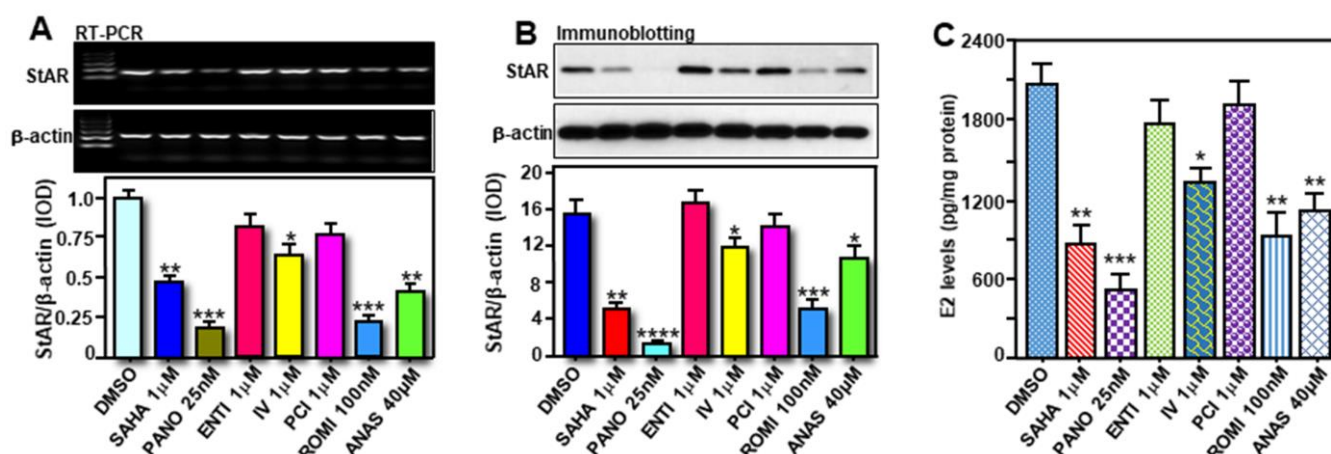 A
RT-PCR
StAR
β-actin
StAR/β-actin (IOD)
1.0
0.75
0.5
0.25
0
**
***
*
***
**
DMSO
SAHA 1µM
PANO 25nM
ENTI 1µM
IV 1µM
PCI 1µM
ROMI 100nM
ANAS 40µM
B
Immunoblotting
StAR
β-actin
StAR/β-actin (IOD)
20
16
12
8
4
0
**
****
*
***
*
DMSO
SAHA 1µM
PANO 25nM
ENTI 1µM
IV 1µM
PCI 1µM
ROMI 100nM
ANAS 40µM
C
E2 levels (pg/mg protein)
2400
1800
1200
600
0
**
***
*
**
**
DMSO
SAHA 1µM
PANO 25nM
ENTI 1µM
IV 1µM
PCI 1µM
ROMI 100nM
ANAS 40µM